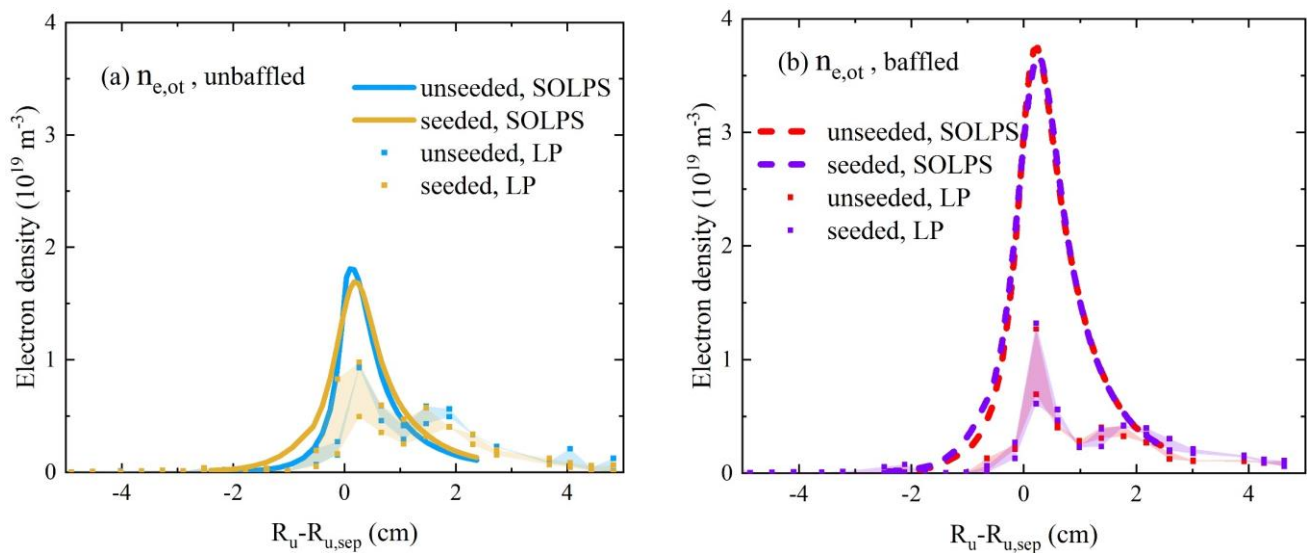 (a) n_e,ot , unbaffled
unseeded, SOLPS
seeded, SOLPS
unseeded, LP
seeded, LP
Electron density (10^19 m^-3)
4
3
2
1
0
-4 -2 0 2 4
R_u-R_u,sep (cm)
(b) n_e,ot , baffled
unseeded, SOLPS
seeded, SOLPS
unseeded, LP
seeded, LP
Electron density (10^19 m^-3)
4
3
2
1
0
-4 -2 0 2 4
R_u-R_u,sep (cm)